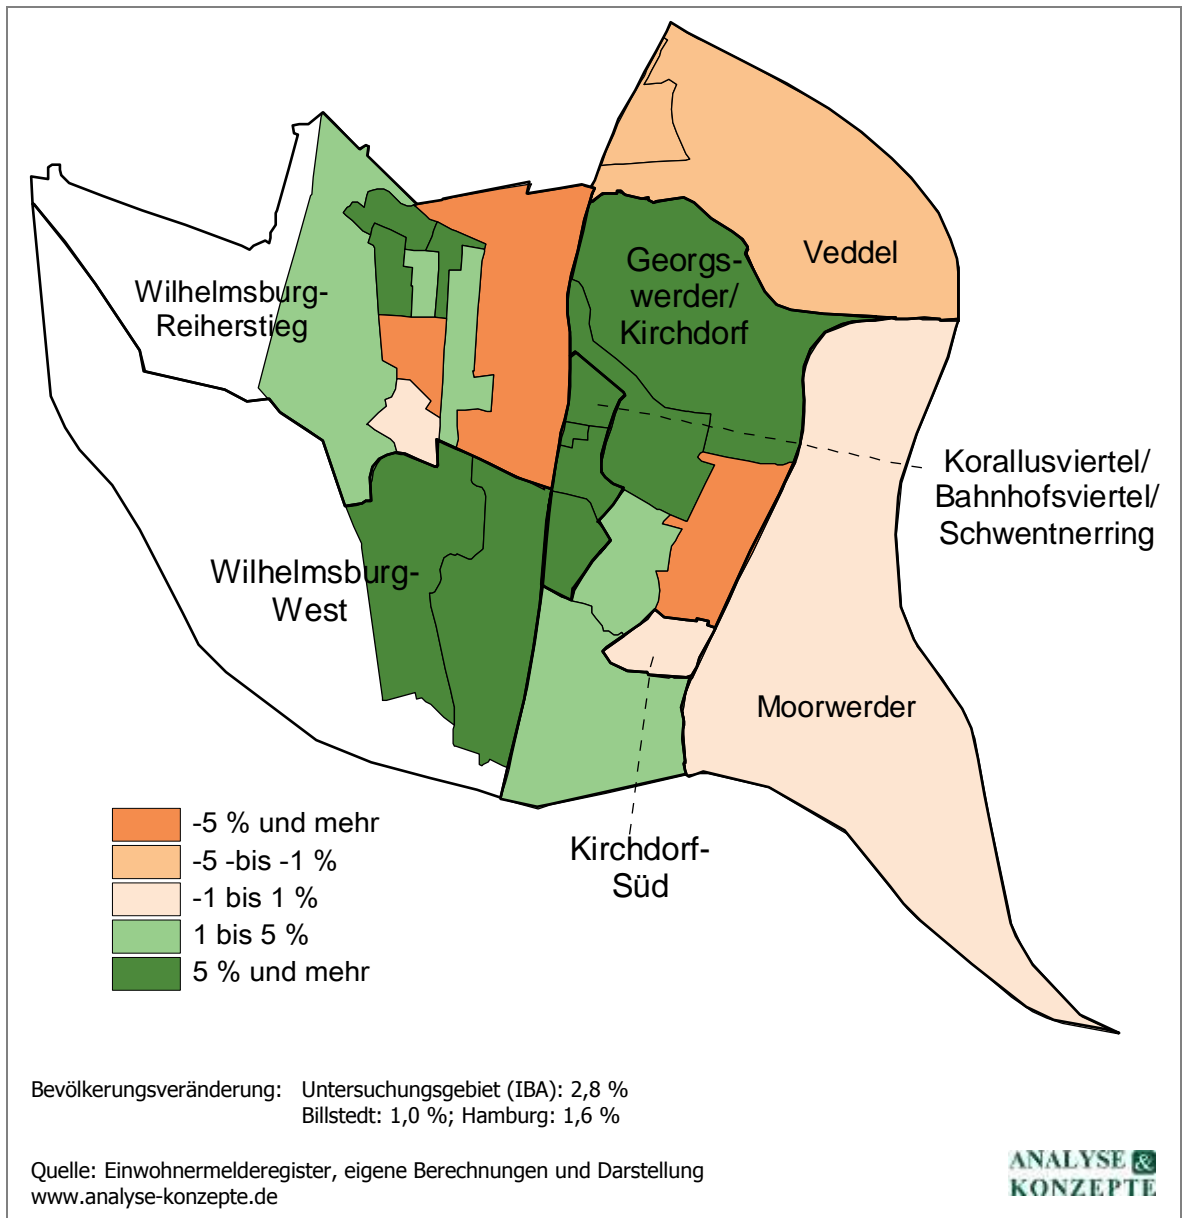 Veddel
Georgs-
werder/
Kirchdorf
Wilhelmsburg-
Reiherstieg
Korallusviertel/
Bahnhofsviertel/
Schwentnerring
Wilhelmsburg-
West
Moorwerder
Kirchdorf-
Süd
-5 % und mehr
-5 -bis -1 %
-1 bis 1 %
1 bis 5 %
5 % und mehr
Bevölkerungsveränderung: Untersuchungsgebiet (IBA): 2,8 %
Billstedt: 1,0 %; Hamburg: 1,6 %
Quelle: Einwohnermelderegister, eigene Berechnungen und Darstellung
www.analyse-konzepte.de
ANALYSE &
KONZEPTE